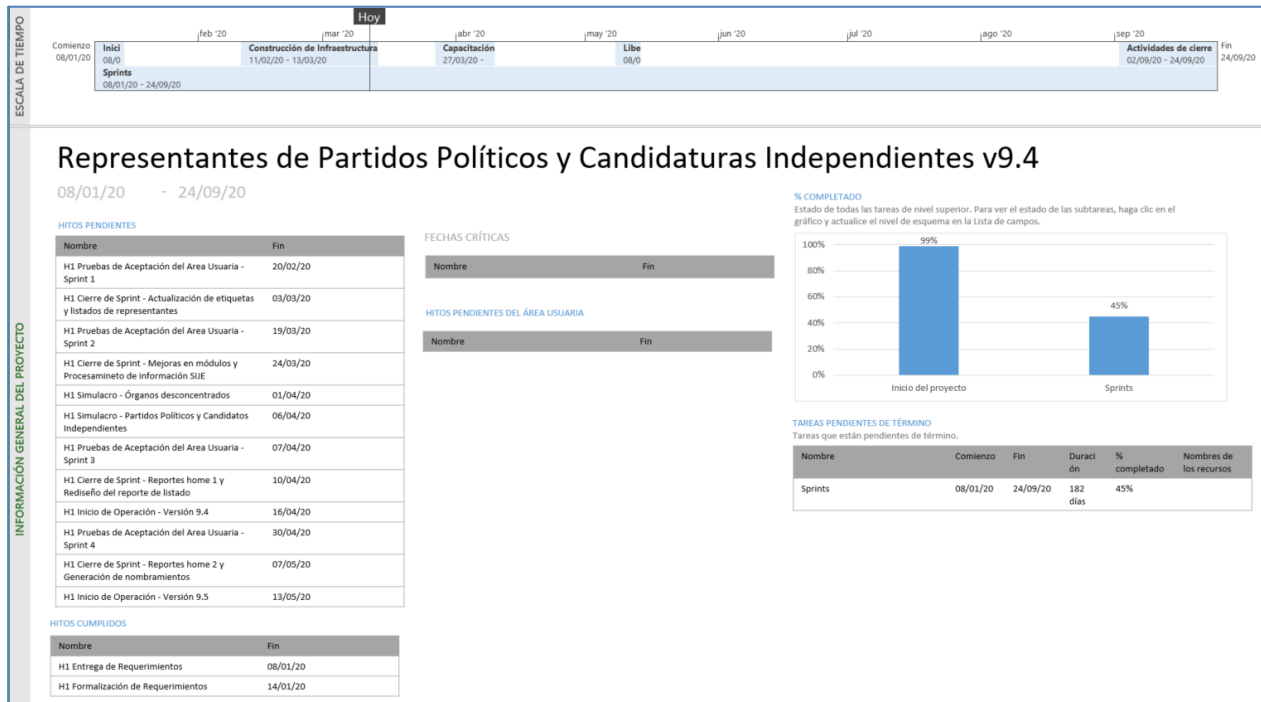 ESCALA DE TIEMPO
Hoy
feb '20 mar '20 abr '20 may '20 jun '20 jul '20 ago '20 sep '20
Comienzo
08/01/20
Inici
08/0
Construcción de Infraestructura
11/02/20 - 13/03/20
Capacitación
27/03/20 -
Libe
08/0
Actividades de cierre
02/09/20 - 24/09/20
Fin
24/09/20
Sprints
08/01/20 - 24/09/20
INFORMACIÓN GENERAL DEL PROYECTO
Representantes de Partidos Políticos y Candidaturas Independientes v9.4
08/01/20 - 24/09/20
HITOS PENDIENTES
Nombre Fin
H1 Pruebas de Aceptación del Area Usuaria - 20/02/20
Sprint 1
H1 Cierre de Sprint - Actualización de etiquetas 03/03/20
y listados de representantes
H1 Pruebas de Aceptación del Area Usuaria - 19/03/20
Sprint 2
H1 Cierre de Sprint - Mejoras en módulos y 24/03/20
Procesamineto de información SIJE
H1 Simulacro - Órganos desconcentrados 01/04/20
H1 Simulacro - Partidos Políticos y Candidatos 06/04/20
Independientes
H1 Pruebas de Aceptación del Area Usuaria - 07/04/20
Sprint 3
H1 Cierre de Sprint - Reportes home 1 y 10/04/20
Rediseño del reporte de listado
H1 Inicio de Operación - Versión 9.4 16/04/20
H1 Pruebas de Aceptación del Area Usuaria - 30/04/20
Sprint 4
H1 Cierre de Sprint - Reportes home 2 y 07/05/20
Generación de nombramientos
H1 Inicio de Operación - Versión 9.5 13/05/20
HITOS CUMPLIDOS
Nombre Fin
H1 Entrega de Requerimientos 08/01/20
H1 Formalización de Requerimientos 14/01/20
FECHAS CRÍTICAS
Nombre Fin
HITOS PENDIENTES DEL ÁREA USUARIA
Nombre Fin
% COMPLETADO
Estado de todas las tareas de nivel superior. Para ver el estado de las subtareas, haga clic en el
gráfico y actualice el nivel de esquema en la Lista de campos.
100%
80%
60%
40%
20%
0%
99%
45%
Inicio del proyecto Sprints
TAREAS PENDIENTES DE TÉRMINO
Tareas que están pendientes de término.
Nombre Comienzo Fin Duraci % Nombres de
ón completado los recursos
Sprints 08/01/20 24/09/20 182 45%
días